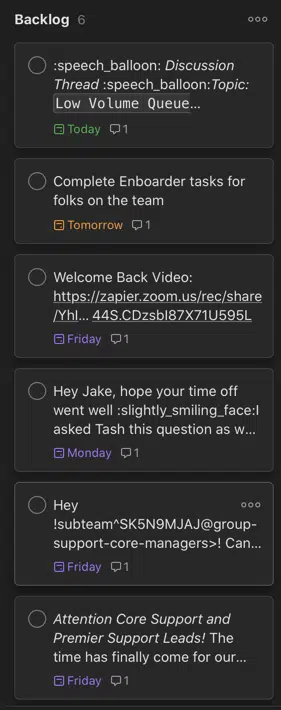 Backlog 6
:speech_balloon: Discussion
Thread :speech_balloon:Topic:
Low Volume Queue...
Today 1
Complete Enboarder tasks for
folks on the team
Tomorrow 1
Welcome Back Video:
https://zapier.zoom.us/rec/share
/YhI... 44S.CDzsbI87X71U595L
Friday 1
Hey Jake, hope your time off
went well :slightly_smiling_face:I
asked Tash this question as w...
Monday 1
Hey
!subteam^SK5N9MJAJ@group-
support-core-managers>! Can...
Friday 1
Attention Core Support and
Premier Support Leads! The
time has finally come for our...
Friday 1